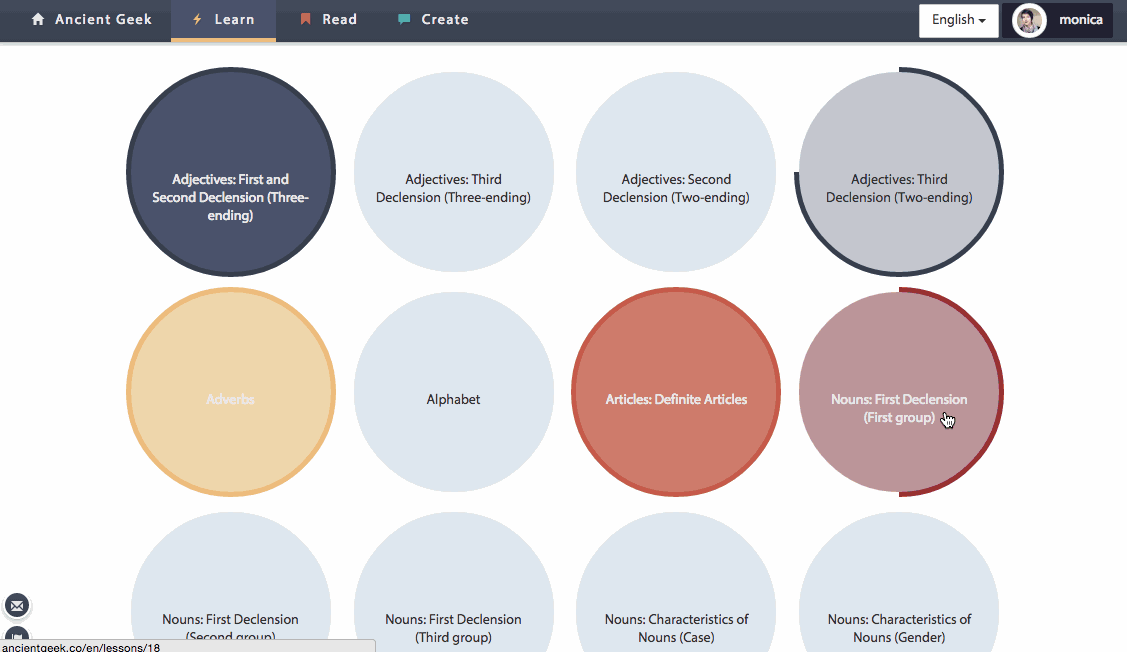 Ancient Geek Learn Read Create English monica
Adjectives: First and
Second Declension (Three-
ending)
Adjectives: Third
Declension (Three-ending)
Adjectives: Second
Declension (Two-ending)
Adjectives: Third
Declension (Two-ending)
Adverbs
Alphabet
Articles: Definite Articles
Nouns: First Declension
(First group)
Nouns: First Declension
(Second group)
Nouns: First Declension
(Third group)
Nouns: Characteristics of
Nouns (Case)
Nouns: Characteristics of
Nouns (Gender)
ancientgeek.co/en/lessons/18